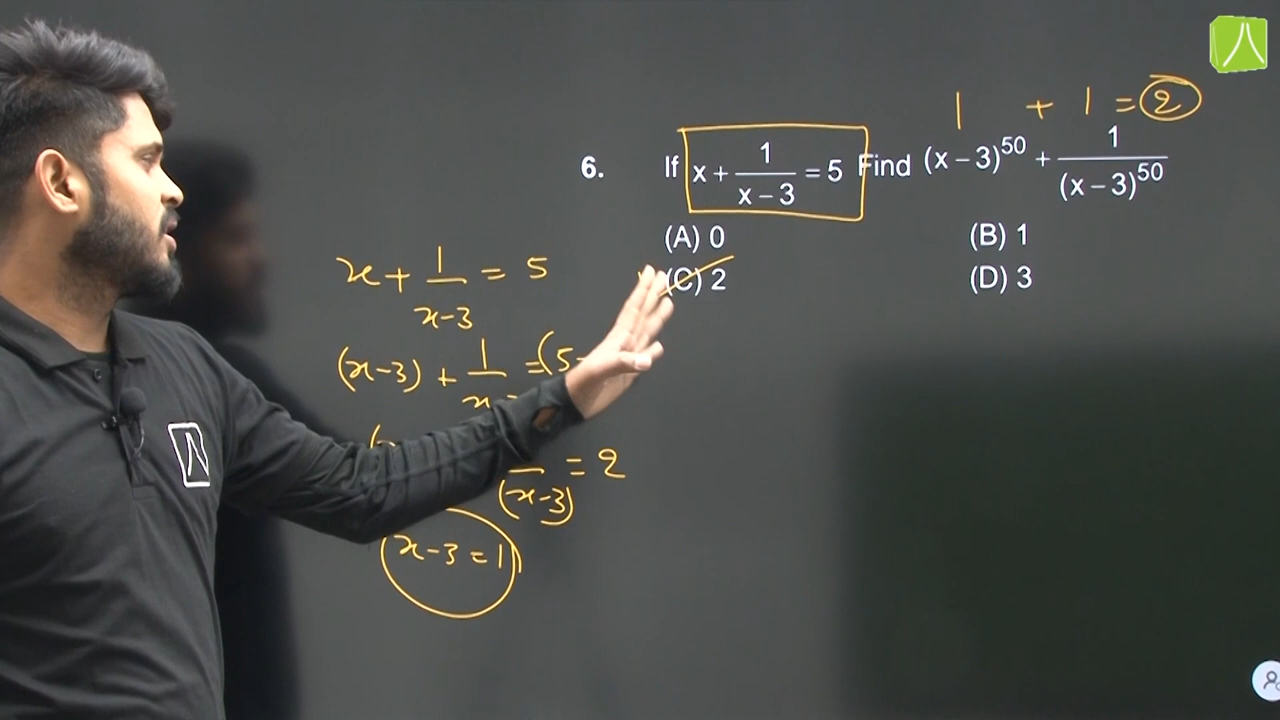 1 + 1 = 2
6. If x + 1/(x − 3) = 5 Find (x − 3)^50 + 1/(x − 3)^50
(A) 0 (B) 1
(C) 2 (D) 3
x + 1/(x-3) = 5
(x-3) + 1/ = (5-
/(x-3) = 2
x-3 = 1